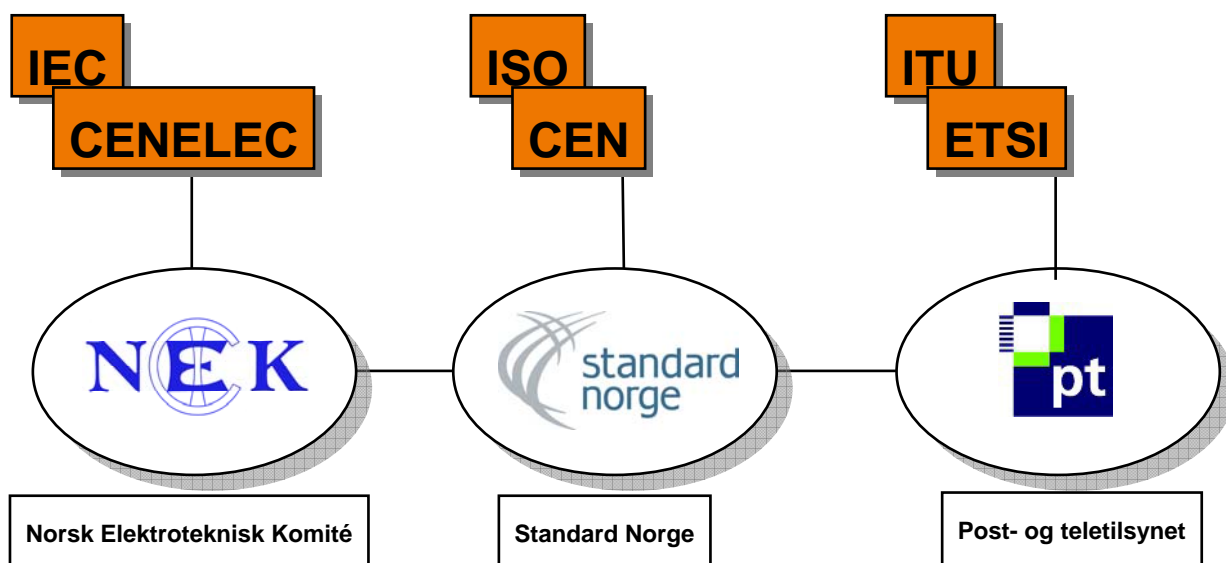 IEC
CENELEC
ISO
CEN
ITU
ETSI
NEK
standard
norge
pt
Norsk Elektroteknisk Komité
Standard Norge
Post- og teletilsynet